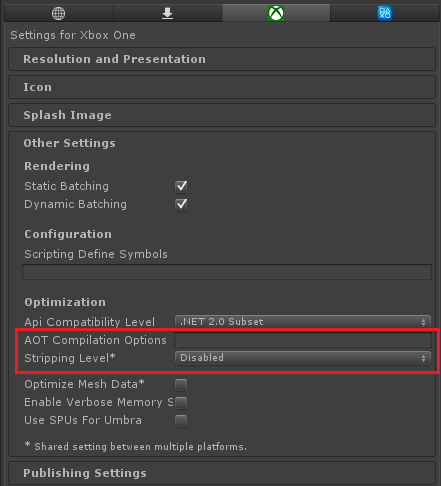 Settings for Xbox One
Resolution and Presentation
Icon
Splash Image
Other Settings
Rendering
Static Batching
Dynamic Batching
Configuration
Scripting Define Symbols
Optimization
Api Compatibility Level .NET 2.0 Subset
AOT Compilation Options
Stripping Level* Disabled
Optimize Mesh Data*
Enable Verbose Memory S
Use SPUs For Umbra
* Shared setting between multiple platforms.
Publishing Settings